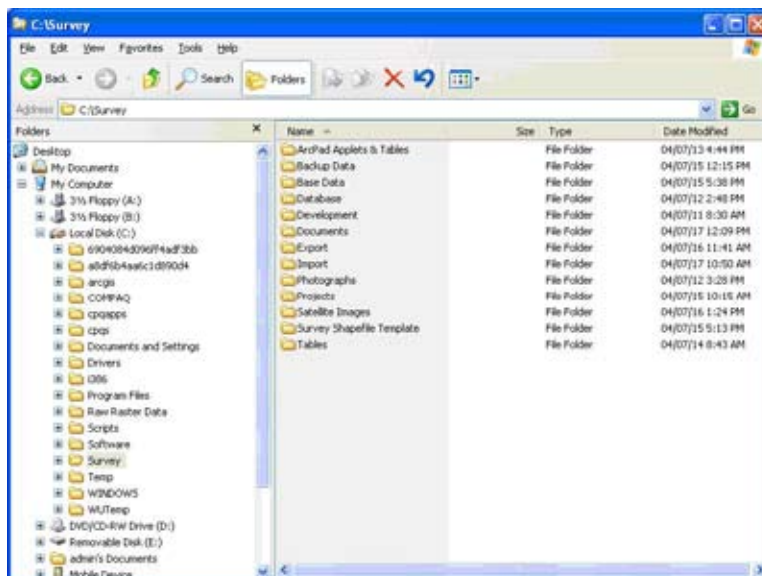 C:\Survey
File Edit View Favorites Tools Help
Back Search Folders
Address C:\Survey Go
Folders
Desktop
My Documents
My Computer
3½ Floppy (A:)
3½ Floppy (B:)
Local Disk (C:)
6904084d096ff4adf3bb
a8df6b4aa6c1d890d4
arcgis
COMPAQ
cpqapps
cpqs
Documents and Settings
Drivers
I386
Program Files
Raw Raster Data
Scripts
Software
Survey
Temp
WINDOWS
WUTemp
DVD/CD-RW Drive (D:)
Removable Disk (E:)
admin's Documents
Mobile Device
Name Size Type Date Modified
ArcPad Applets & Tables File Folder 04/07/13 4:44 PM
Backup Data File Folder 04/07/15 12:15 PM
Base Data File Folder 04/07/15 5:38 PM
Database File Folder 04/07/12 2:48 PM
Development File Folder 04/07/11 8:30 AM
Documents File Folder 04/07/17 12:09 PM
Export File Folder 04/07/16 11:41 AM
Import File Folder 04/07/17 10:50 AM
Photographs File Folder 04/07/12 3:28 PM
Projects File Folder 04/07/15 10:15 AM
Satellite Images File Folder 04/07/16 1:24 PM
Survey Shapefile Template File Folder 04/07/15 5:13 PM
Tables File Folder 04/07/14 8:43 AM